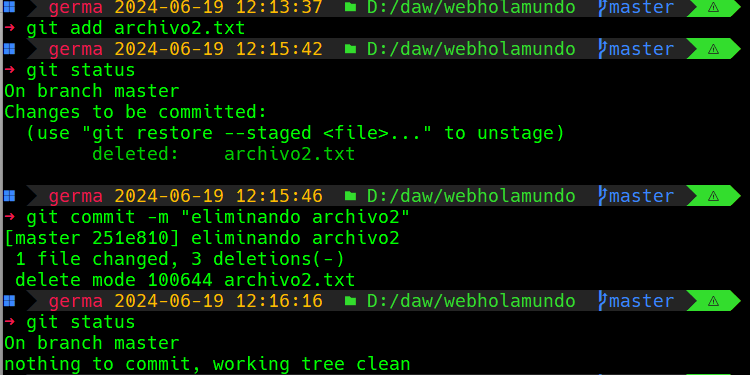 germa 2024-06-19 12:13:37 D:/daw/webholamundo master
→ git add archivo2.txt
germa 2024-06-19 12:15:42 D:/daw/webholamundo master
→ git status
On branch master
Changes to be committed:
  (use "git restore --staged <file>..." to unstage)
        deleted:    archivo2.txt
germa 2024-06-19 12:15:46 D:/daw/webholamundo master
→ git commit -m "eliminando archivo2"
[master 251e810] eliminando archivo2
 1 file changed, 3 deletions(-)
 delete mode 100644 archivo2.txt
germa 2024-06-19 12:16:16 D:/daw/webholamundo master
→ git status
On branch master
nothing to commit, working tree clean